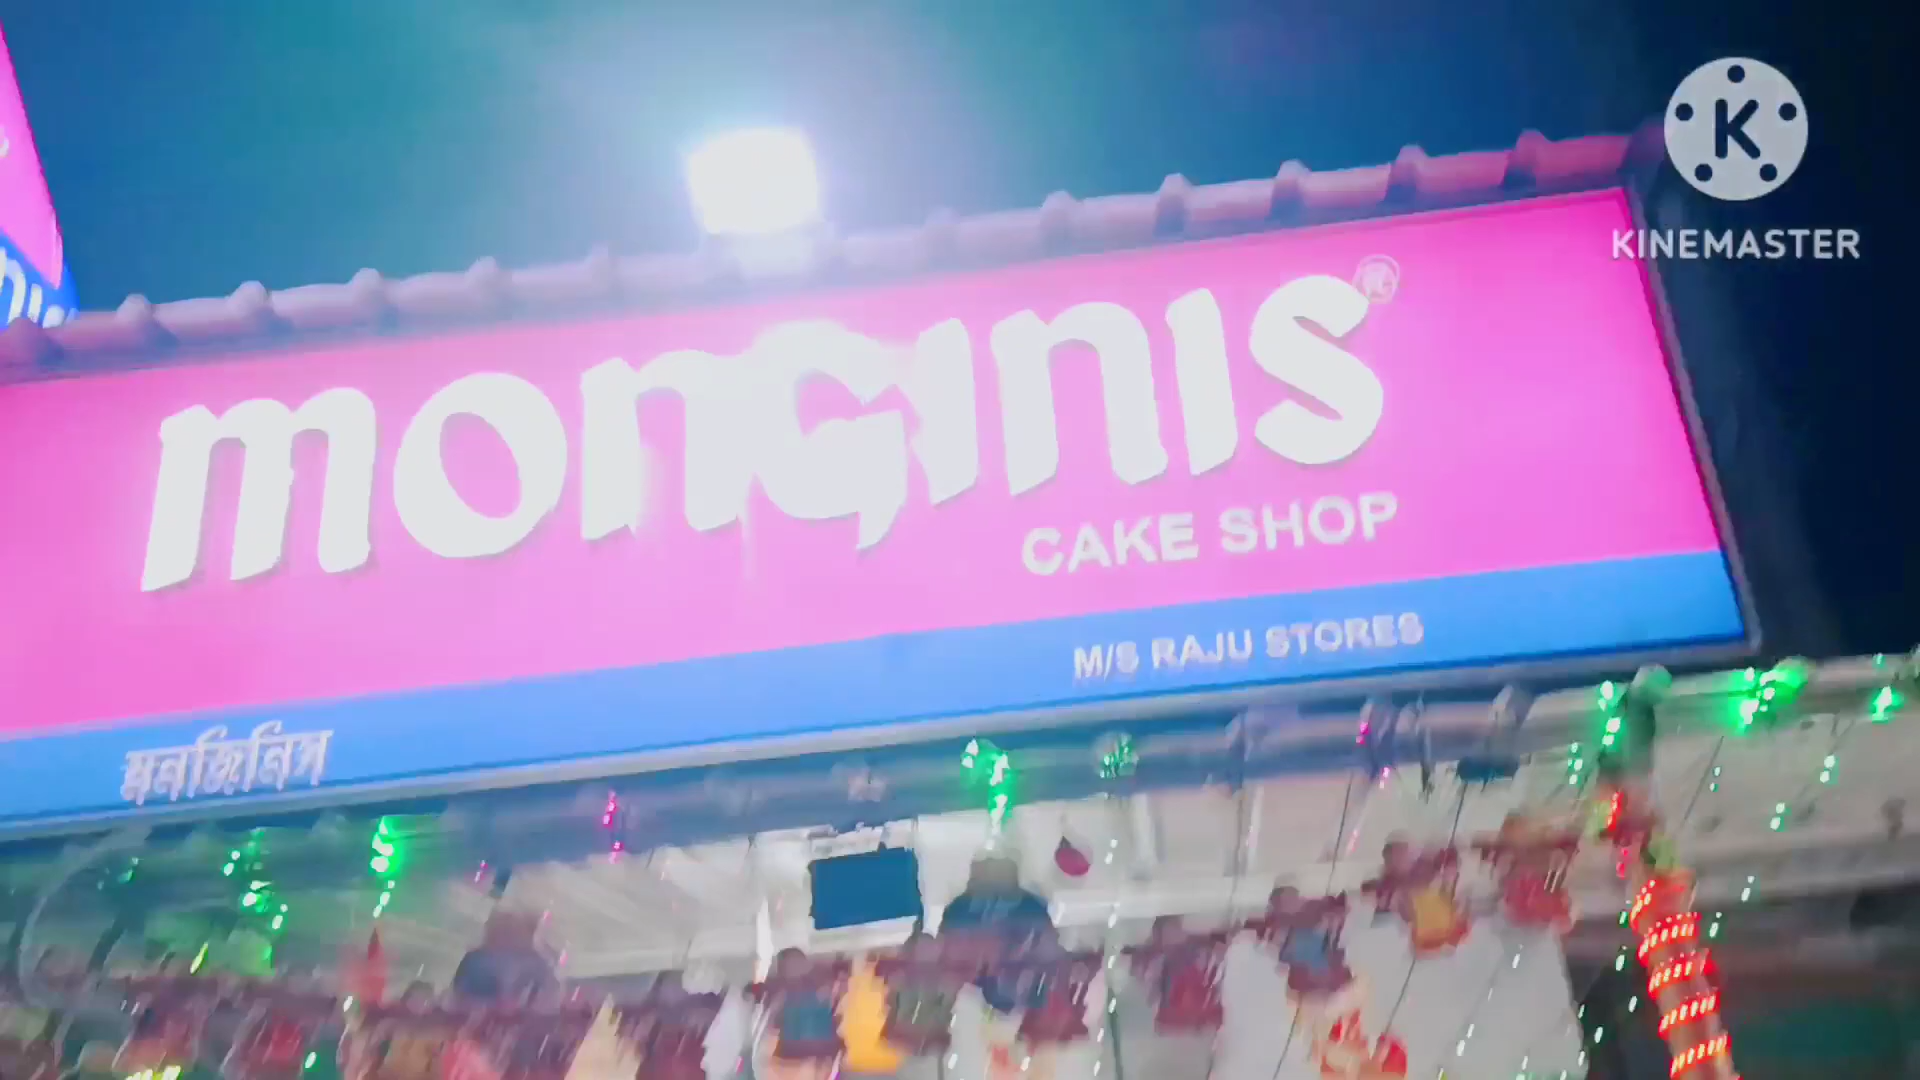 monginis
CAKE SHOP
M/S RAJU STORES
মনজিনিস
K
KINEMASTER